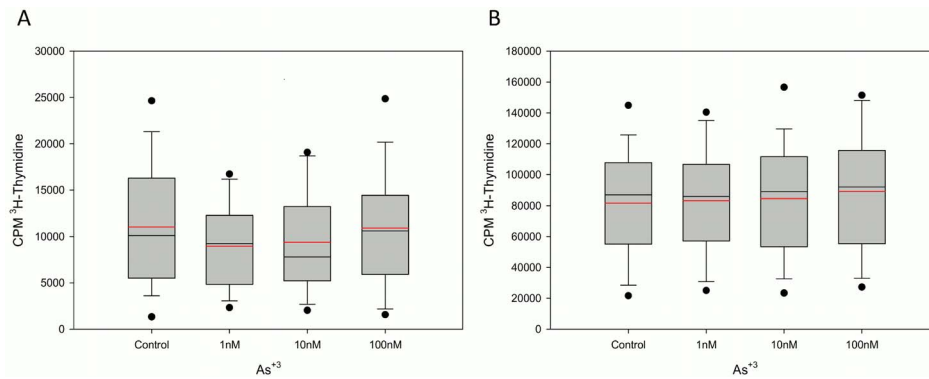 A
30000
25000
20000
15000
10000
5000
0
CPM ³H-Thymidine
Control 1nM 10nM 100nM
As⁺³
B
180000
160000
140000
120000
100000
80000
60000
40000
20000
0
CPM ³H-Thymidine
Control 1nM 10nM 100nM
As⁺³